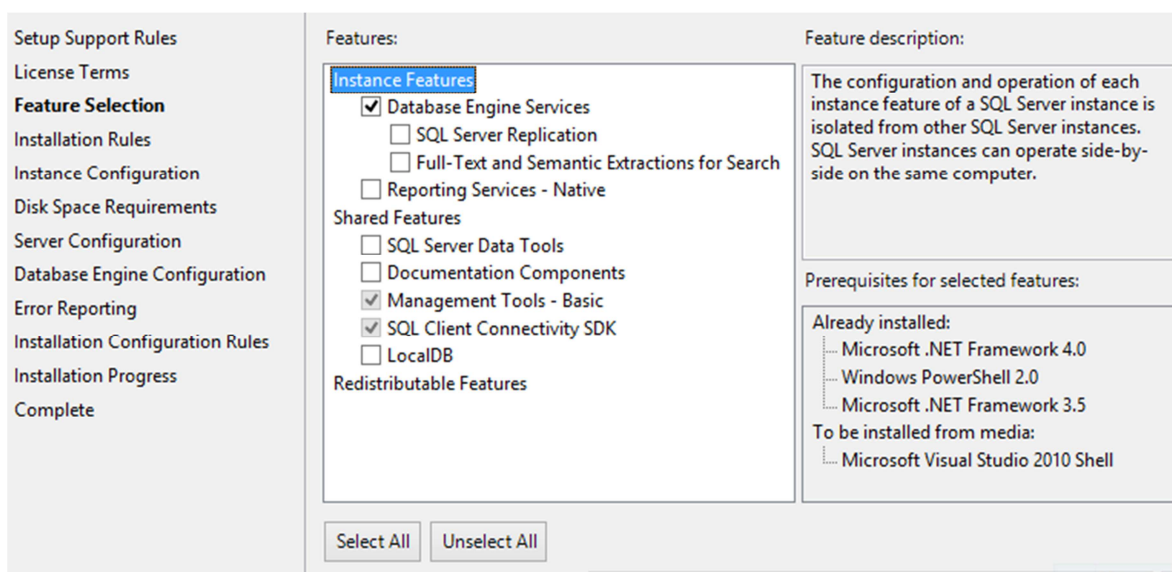 Setup Support Rules
License Terms
Feature Selection
Installation Rules
Instance Configuration
Disk Space Requirements
Server Configuration
Database Engine Configuration
Error Reporting
Installation Configuration Rules
Installation Progress
Complete
Features:
Instance Features
Database Engine Services
SQL Server Replication
Full-Text and Semantic Extractions for Search
Reporting Services - Native
Shared Features
SQL Server Data Tools
Documentation Components
Management Tools - Basic
SQL Client Connectivity SDK
LocalDB
Redistributable Features
Select All
Unselect All
Feature description:
The configuration and operation of each
instance feature of a SQL Server instance is
isolated from other SQL Server instances.
SQL Server instances can operate side-by-
side on the same computer.
Prerequisites for selected features:
Already installed:
Microsoft .NET Framework 4.0
Windows PowerShell 2.0
Microsoft .NET Framework 3.5
To be installed from media:
Microsoft Visual Studio 2010 Shell